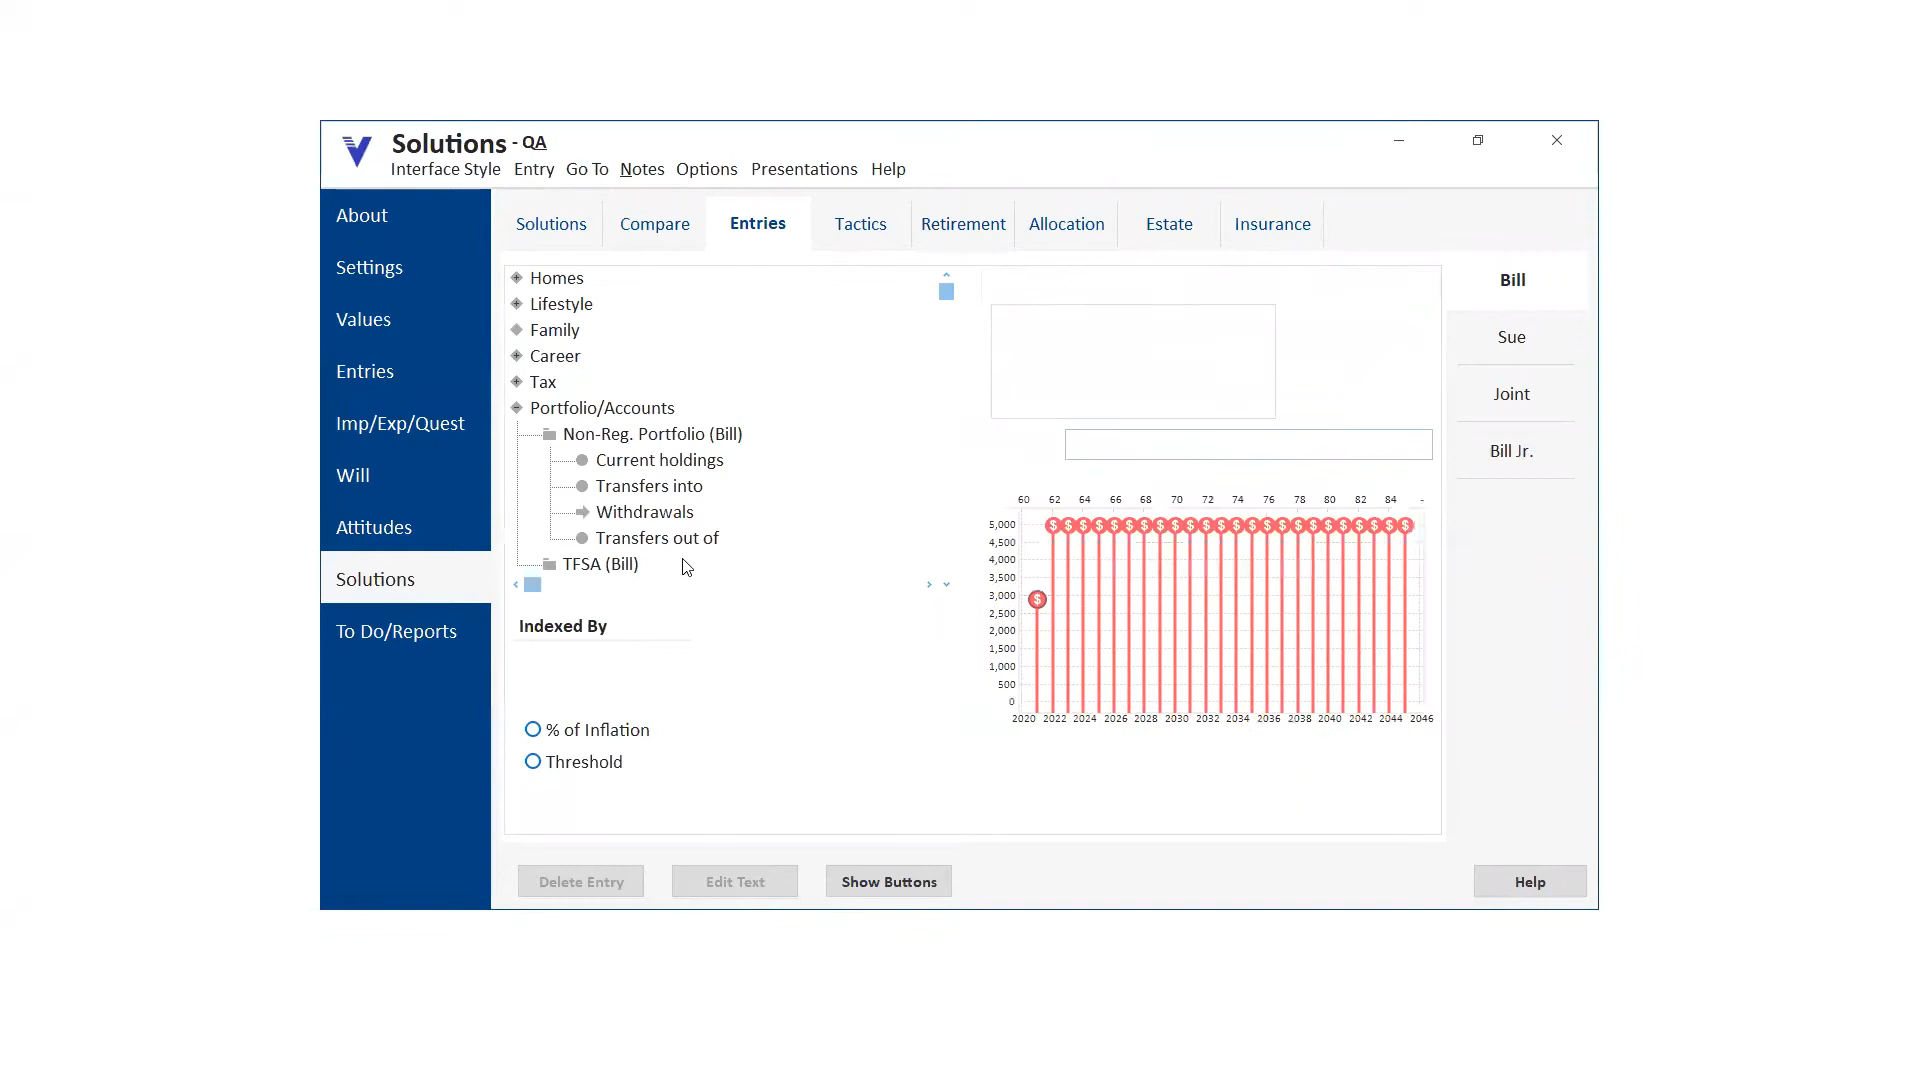 Solutions - QA
Interface Style Entry Go To Notes Options Presentations Help
About
Settings
Values
Entries
Imp/Exp/Quest
Will
Attitudes
Solutions
To Do/Reports
Solutions Compare Entries Tactics Retirement Allocation Estate Insurance
Homes
Lifestyle
Family
Career
Tax
Portfolio/Accounts
Non-Reg. Portfolio (Bill)
Current holdings
Transfers into
Withdrawals
Transfers out of
TFSA (Bill)
Indexed By
% of Inflation
Threshold
60 62 64 66 68 70 72 74 76 78 80 82 84 -
5,000
4,500
4,000
3,500
3,000
2,500
2,000
1,500
1,000
500
0
2020 2022 2024 2026 2028 2030 2032 2034 2036 2038 2040 2042 2044 2046
Bill
Sue
Joint
Bill Jr.
Delete Entry Edit Text Show Buttons Help